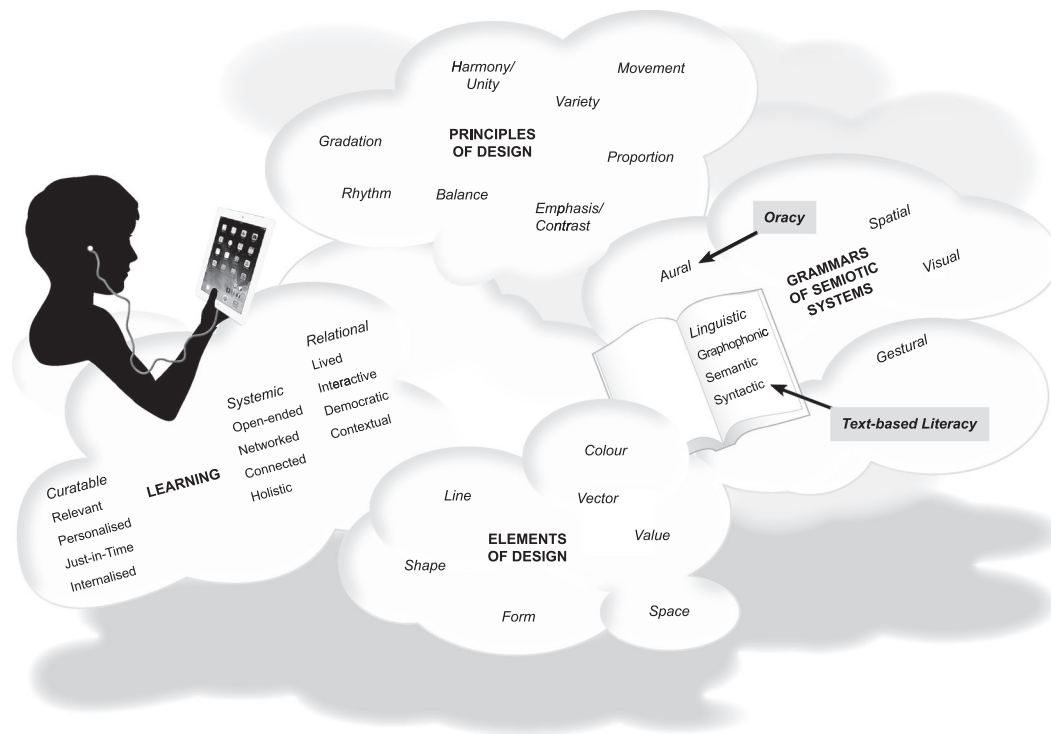 Harmony/
Unity
Movement
Variety
PRINCIPLES
OF DESIGN
Gradation
Proportion
Rhythm
Balance
Emphasis/
Contrast
Oracy
Aural
Spatial
Visual
GRAMMARS
OF SEMIOTIC
SYSTEMS
Gestural
Linguistic
Graphophonic
Semantic
Syntactic
Text-based Literacy
Relational
Lived
Interactive
Democratic
Contextual
Systemic
Open-ended
Networked
Connected
Holistic
LEARNING
Curatable
Relevant
Personalised
Just-in-Time
Internalised
Colour
Line
Vector
Value
ELEMENTS
OF DESIGN
Shape
Form
Space